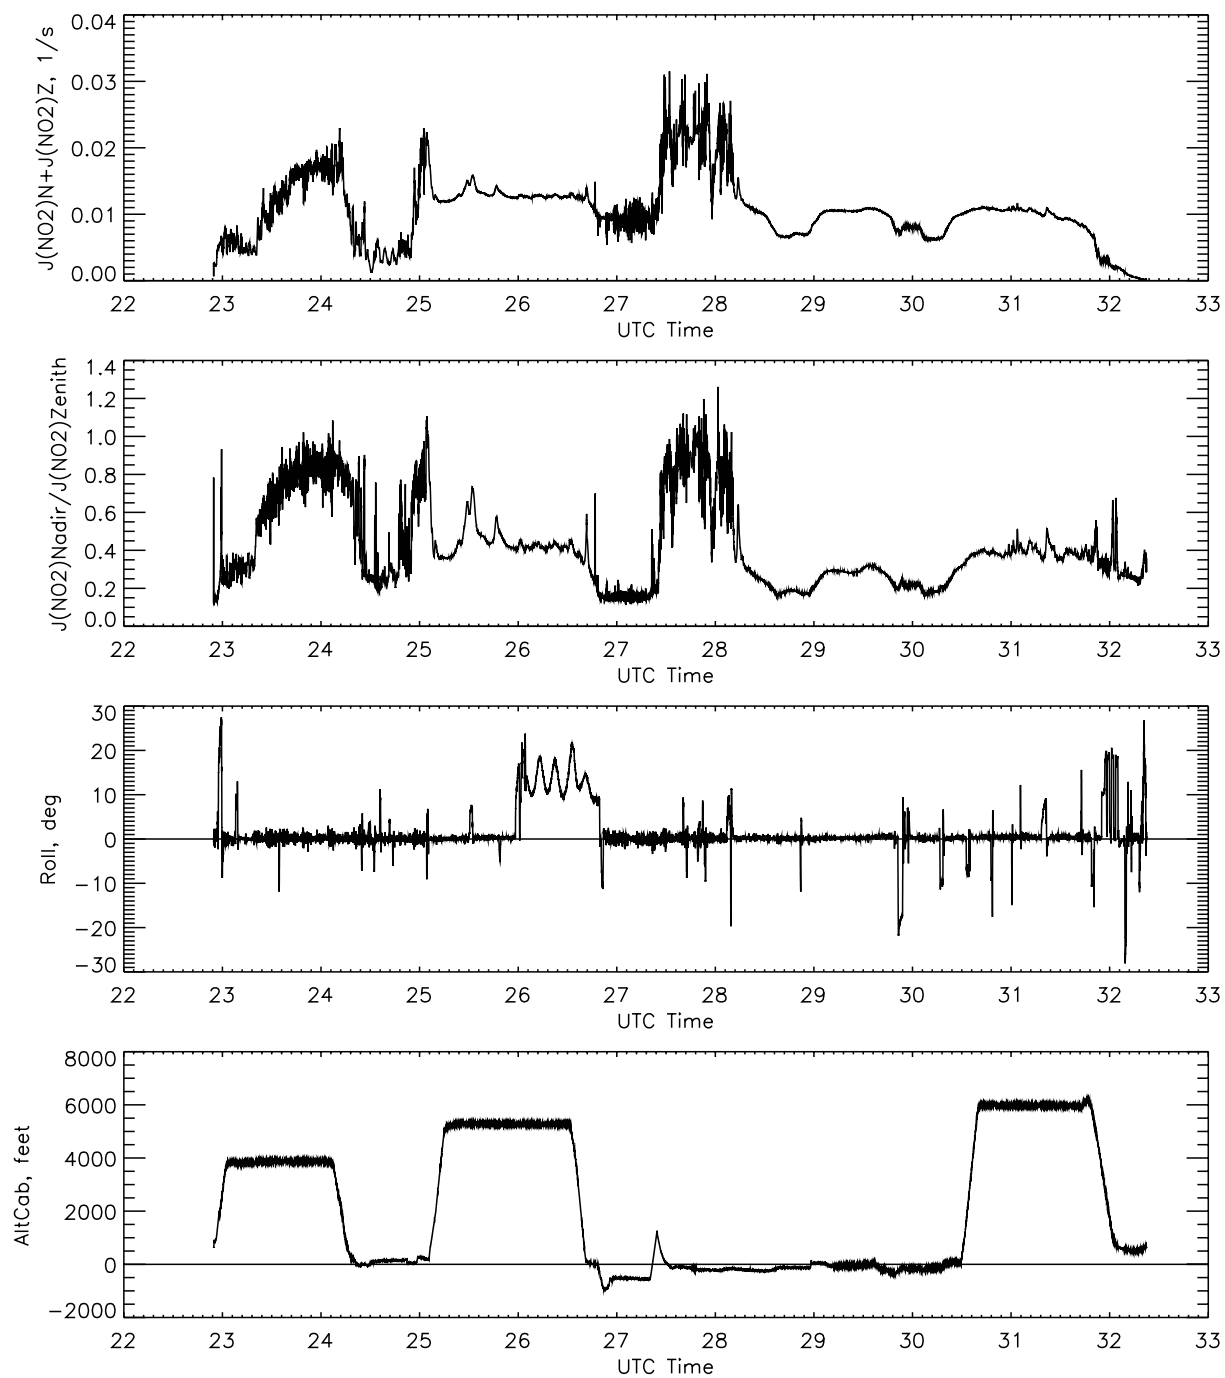 J(NO2)N+J(NO2)Z, 1/s
0.04
0.03
0.02
0.01
0.00
22 23 24 25 26 27 28 29 30 31 32 33
UTC Time
J(NO2)Nadir/J(NO2)Zenith
1.4
1.2
1.0
0.8
0.6
0.4
0.2
0.0
22 23 24 25 26 27 28 29 30 31 32 33
UTC Time
Roll, deg
30
20
10
0
−10
−20
−30
22 23 24 25 26 27 28 29 30 31 32 33
UTC Time
AltCab, feet
8000
6000
4000
2000
0
−2000
22 23 24 25 26 27 28 29 30 31 32 33
UTC Time